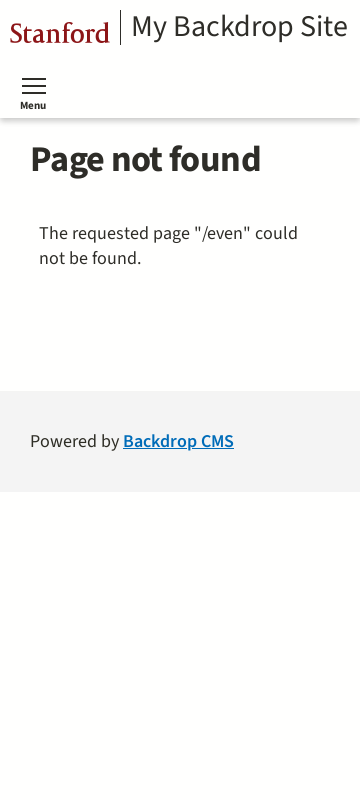 Stanford My Backdrop Site
Menu
Page not found
The requested page "/even" could
not be found.
Powered by Backdrop CMS